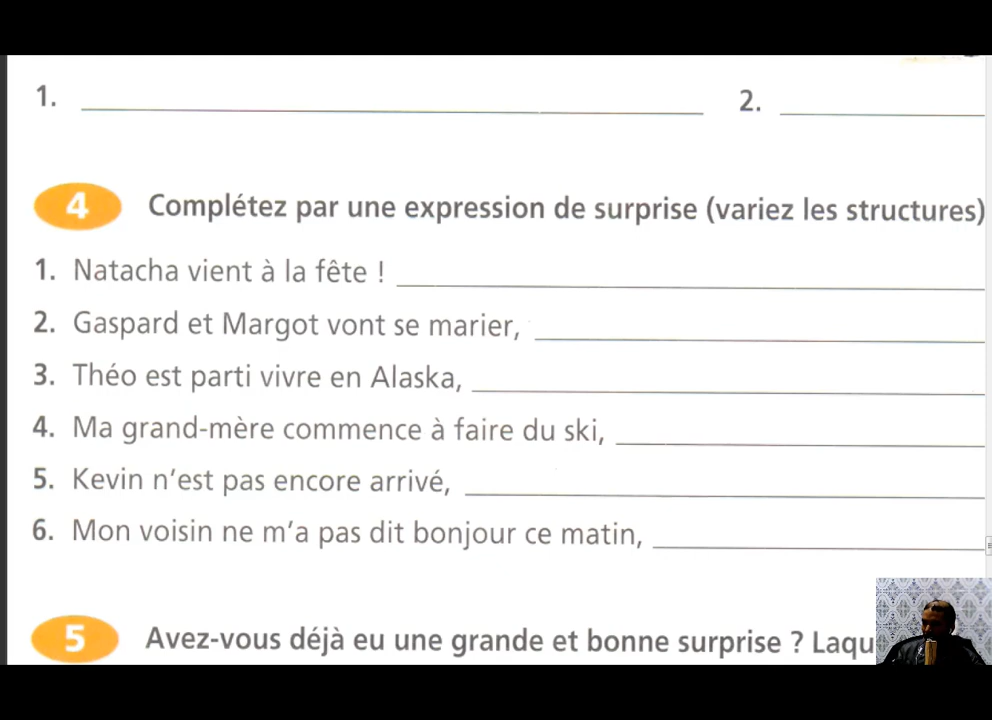 1. 2.
4 Complétez par une expression de surprise (variez les structures)
1. Natacha vient à la fête !
2. Gaspard et Margot vont se marier,
3. Théo est parti vivre en Alaska,
4. Ma grand-mère commence à faire du ski,
5. Kevin n’est pas encore arrivé,
6. Mon voisin ne m’a pas dit bonjour ce matin,
5 Avez-vous déjà eu une grande et bonne surprise ?